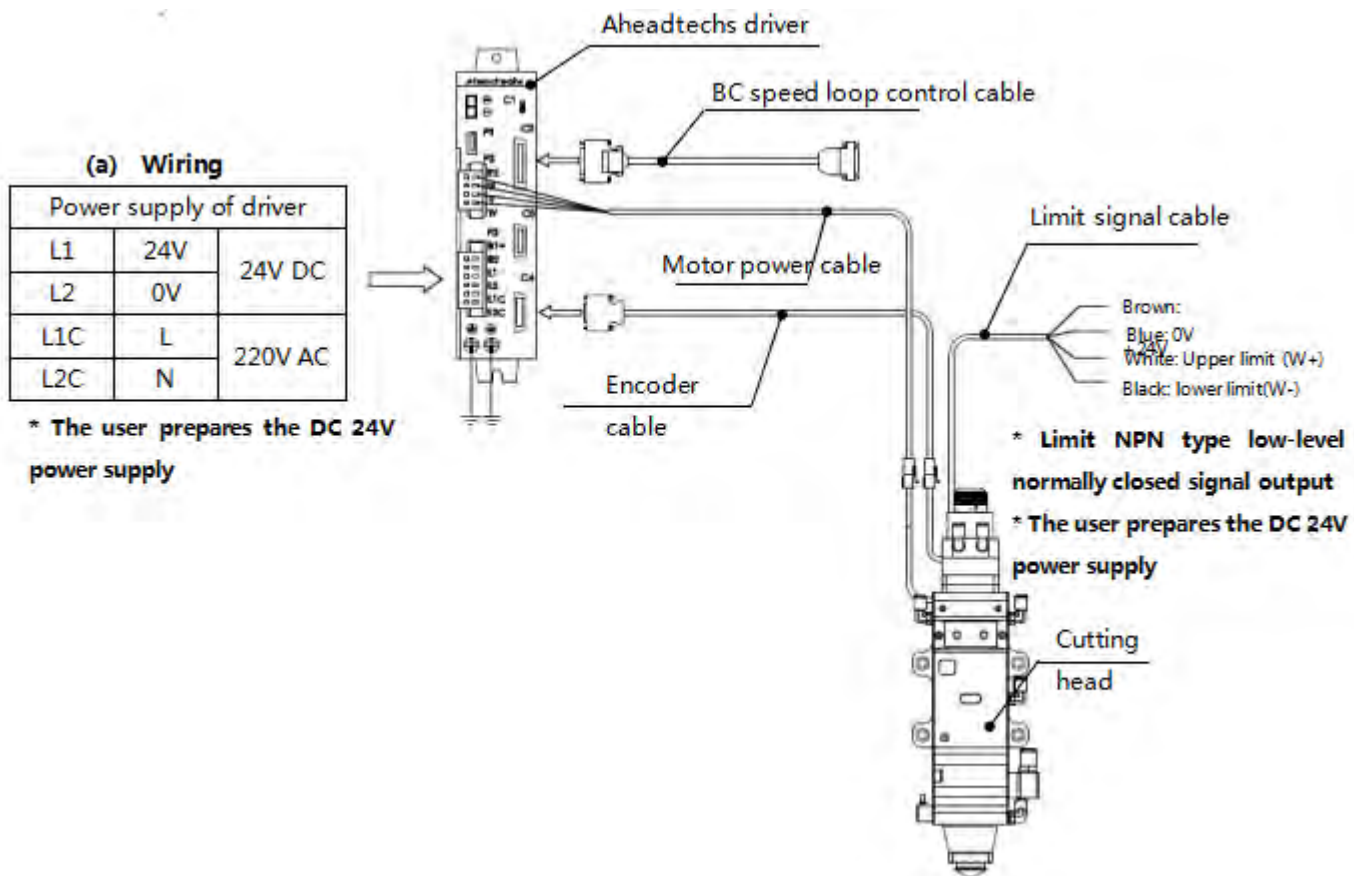 Aheadtechs driver
BC speed loop control cable
(a) Wiring
Power supply of driver
L1 24V 24V DC
L2 0V
L1C L 220V AC
L2C N
* The user prepares the DC 24V
power supply
C1
Motor power cable
Encoder
cable
Limit signal cable
Brown:
Blue: 0V
+24V
White: Upper limit (W+)
Black: lower limit(W-)
* Limit NPN type low-level
normally closed signal output
* The user prepares the DC 24V
power supply
Cutting
head